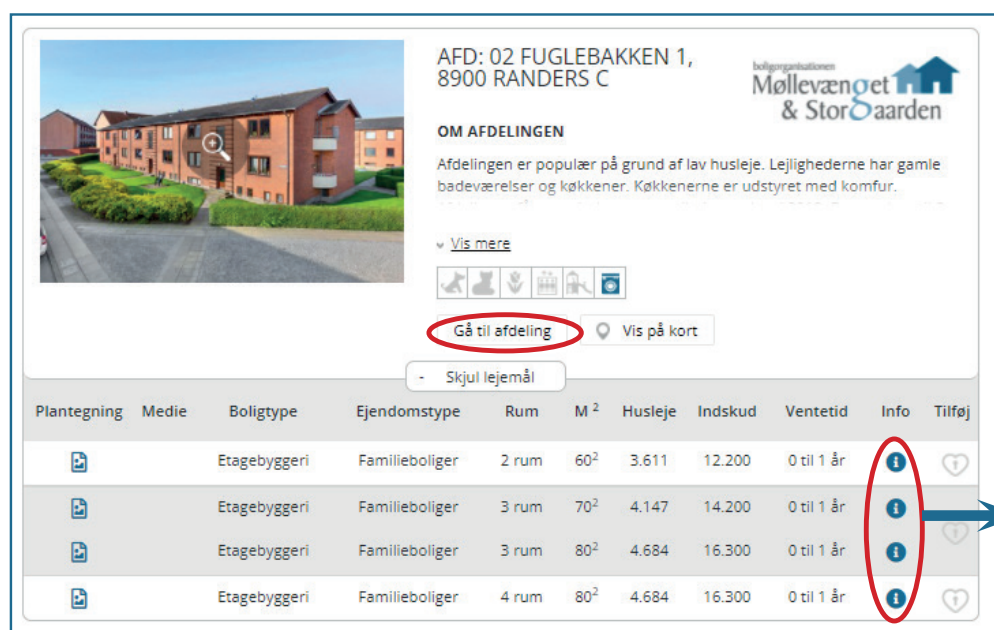 AFD: 02 FUGLEBAKKEN 1,
8900 RANDERS C
boligorganisationen
Møllevænget
& Storgaarden
OM AFDELINGEN
Afdelingen er populær på grund af lav husleje. Lejlighederne har gamle
badeværelser og køkkener. Køkkenerne er udstyret med komfur.
Vis mere
Gå til afdeling
Vis på kort
- Skjul lejemål
Plantegning Medie Boligtype Ejendomstype Rum M² Husleje Indskud Ventetid Info Tilføj
Etagebyggeri Familieboliger 2 rum 60² 3.611 12.200 0 til 1 år
Etagebyggeri Familieboliger 3 rum 70² 4.147 14.200 0 til 1 år
Etagebyggeri Familieboliger 3 rum 80² 4.684 16.300 0 til 1 år
Etagebyggeri Familieboliger 4 rum 80² 4.684 16.300 0 til 1 år